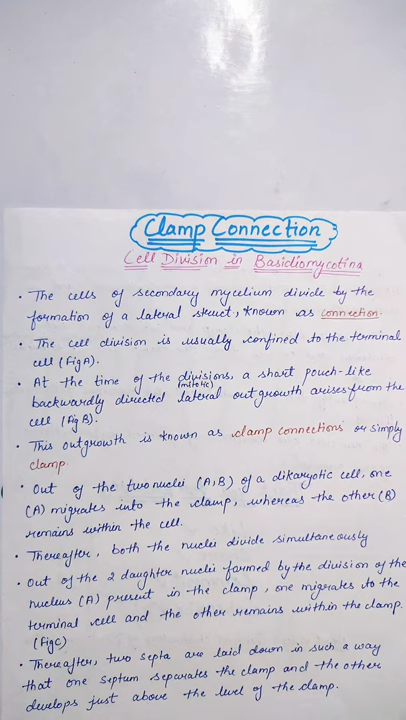 Clamp Connection
Cell Division in Basidiomycotina
• The cells of secondary mycelium divide by the
formation of a lateral struct, known as connection.
• The cell division is usually confined to the terminal
cell (Fig A).
• At the time of the divisions, a short pouch-like
(mitotic)
backwardly directed lateral outgrowth arises from the
cell (Fig B).
• This outgrowth is known as clamp connections or simply
clamp.
• Out of the two nuclei (A,B) of a dikaryotic cell, one
(A) migrates into the clamp, whereas the other (B)
remains within the cell.
• Thereafter, both the nuclei divide simultaneously
• Out of the 2 daughter nuclei formed by the division of the
nucleus (A) present in the clamp, one migrates to the
terminal cell and the other remains within the clamp.
(Fig C)
• Thereafter, two septa are laid down in such a way
that one septum separates the clamp and the other
develops just above the level of the clamp.